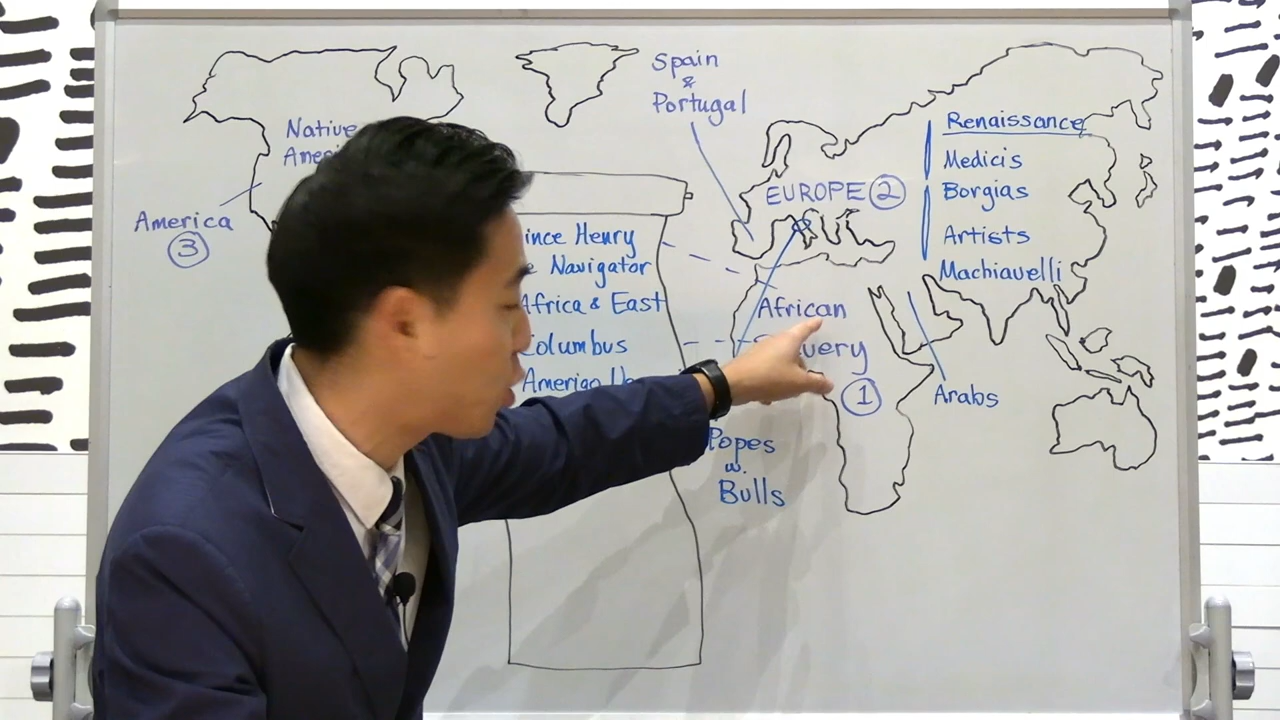 Native
America
③
Spain
&
Portugal
EUROPE ②
Renaissance
Medicis
Borgias
Artists
Machiavelli
Henry
Navigator
Africa & East
Columbus
Amerigo
African
①
Arabs
Popes
w.
Bulls